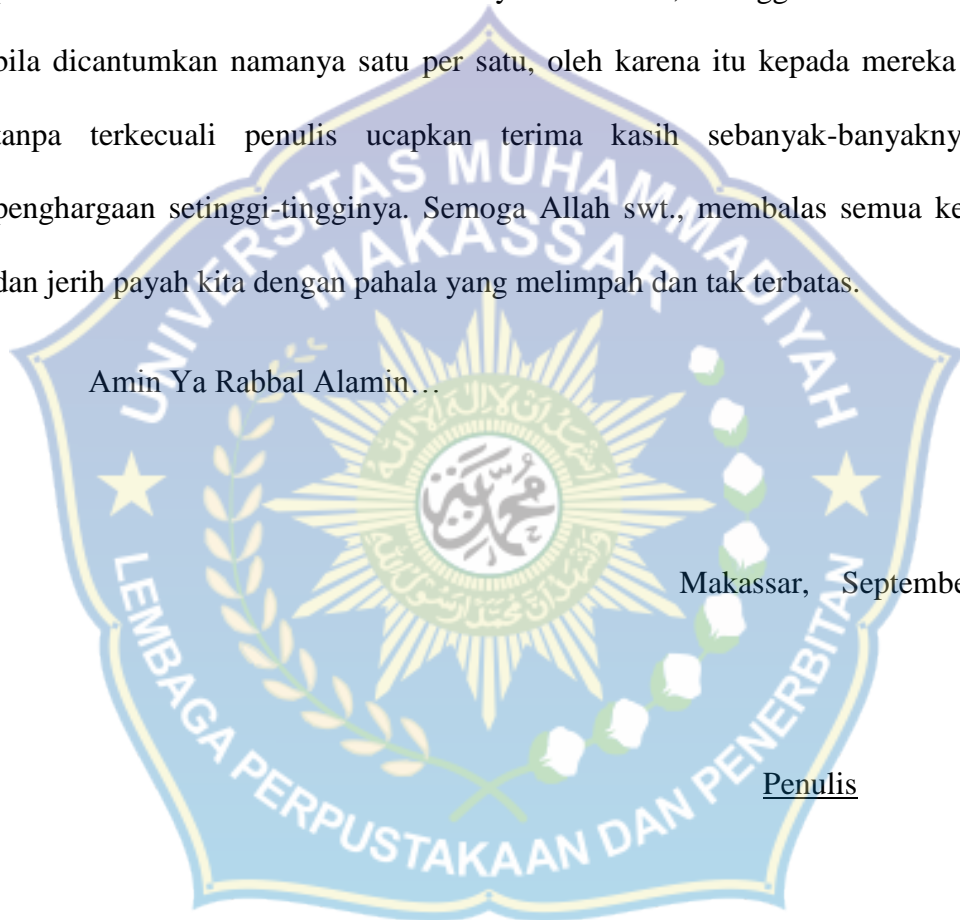 bila dicantumkan namanya satu per satu, oleh karena itu kepada mereka
tanpa terkecuali penulis ucapkan terima kasih sebanyak-banyakny
penghargaan setinggi-tingginya. Semoga Allah swt., membalas semua ke
dan jerih payah kita dengan pahala yang melimpah dan tak terbatas.
Amin Ya Rabbal Alamin…
Makassar, Septembe
Penulis
UNIVERSITAS MUHAMMADIYAH
MAKASSAR
محمد
LEMBAGA PERPUSTAKAAN DAN PENERBITAN